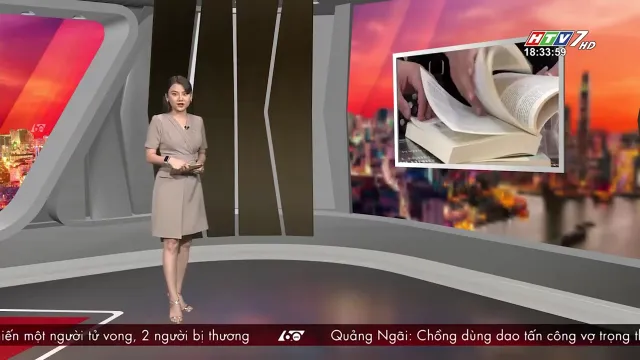 HTV7 HD
18:33:59
iến một người tử vong, 2 người bị thương 60 Quảng Ngãi: Chồng dùng dao tấn công vợ trọng th